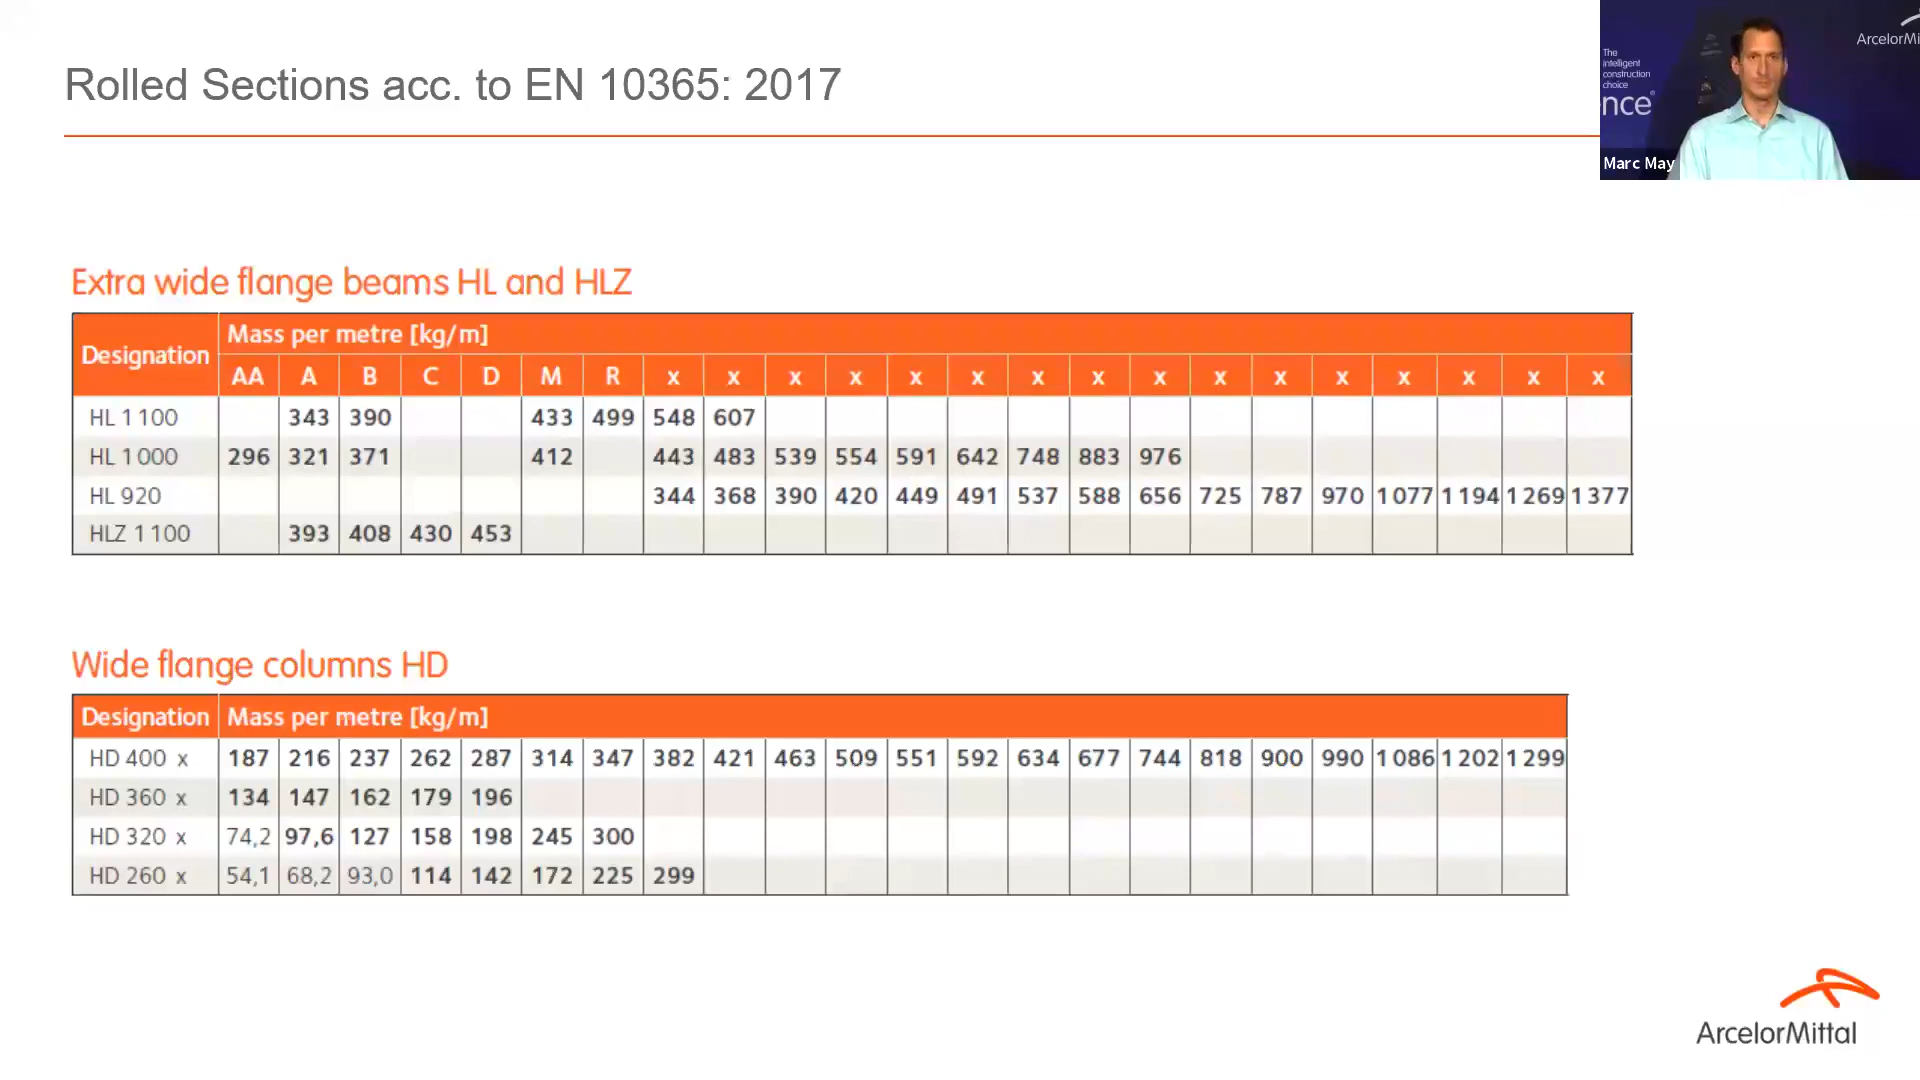 Rolled Sections acc. to EN 10365: 2017
ArcelorMi
The
intelligent
construction
choice
nce®
Marc May
Extra wide flange beams HL and HLZ
Designation Mass per metre [kg/m]
AA A B C D M R x x x x x x x x x x x x x x x x
HL 1 100 343 390 433 499 548 607
HL 1 000 296 321 371 412 443 483 539 554 591 642 748 883 976
HL 920 344 368 390 420 449 491 537 588 656 725 787 970 1 077 1 194 1 269 1 377
HLZ 1 100 393 408 430 453
Wide flange columns HD
Designation Mass per metre [kg/m]
HD 400 x 187 216 237 262 287 314 347 382 421 463 509 551 592 634 677 744 818 900 990 1 086 1 202 1 299
HD 360 x 134 147 162 179 196
HD 320 x 74,2 97,6 127 158 198 245 300
HD 260 x 54,1 68,2 93,0 114 142 172 225 299
ArcelorMittal